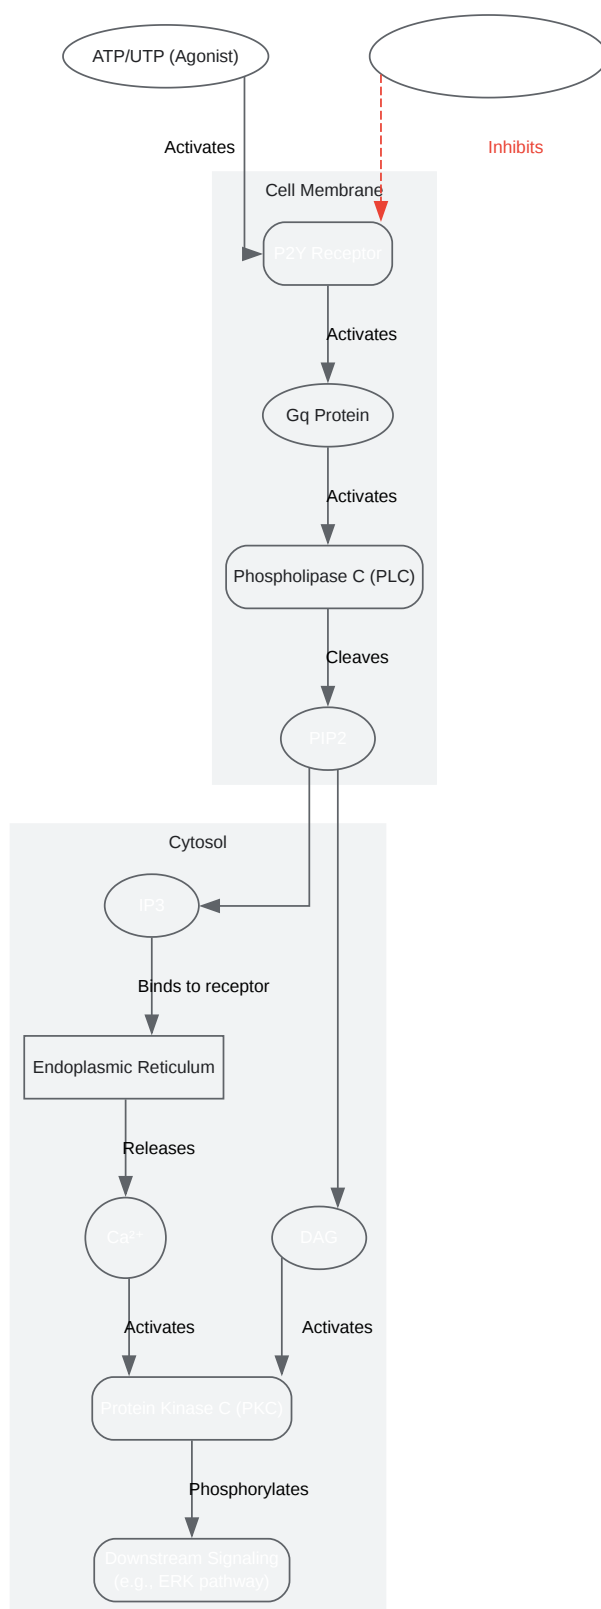 ATP/UTP (Agonist)
Activates
Inhibits
Cell Membrane
P2Y Receptor
Activates
Gq Protein
Activates
Phospholipase C (PLC)
Cleaves
PIP2
Cytosol
IP3
Binds to receptor
Endoplasmic Reticulum
Releases
Ca²⁺
DAG
Activates
Activates
Protein Kinase C (PKC)
Phosphorylates
Downstream Signaling
(e.g., ERK pathway)